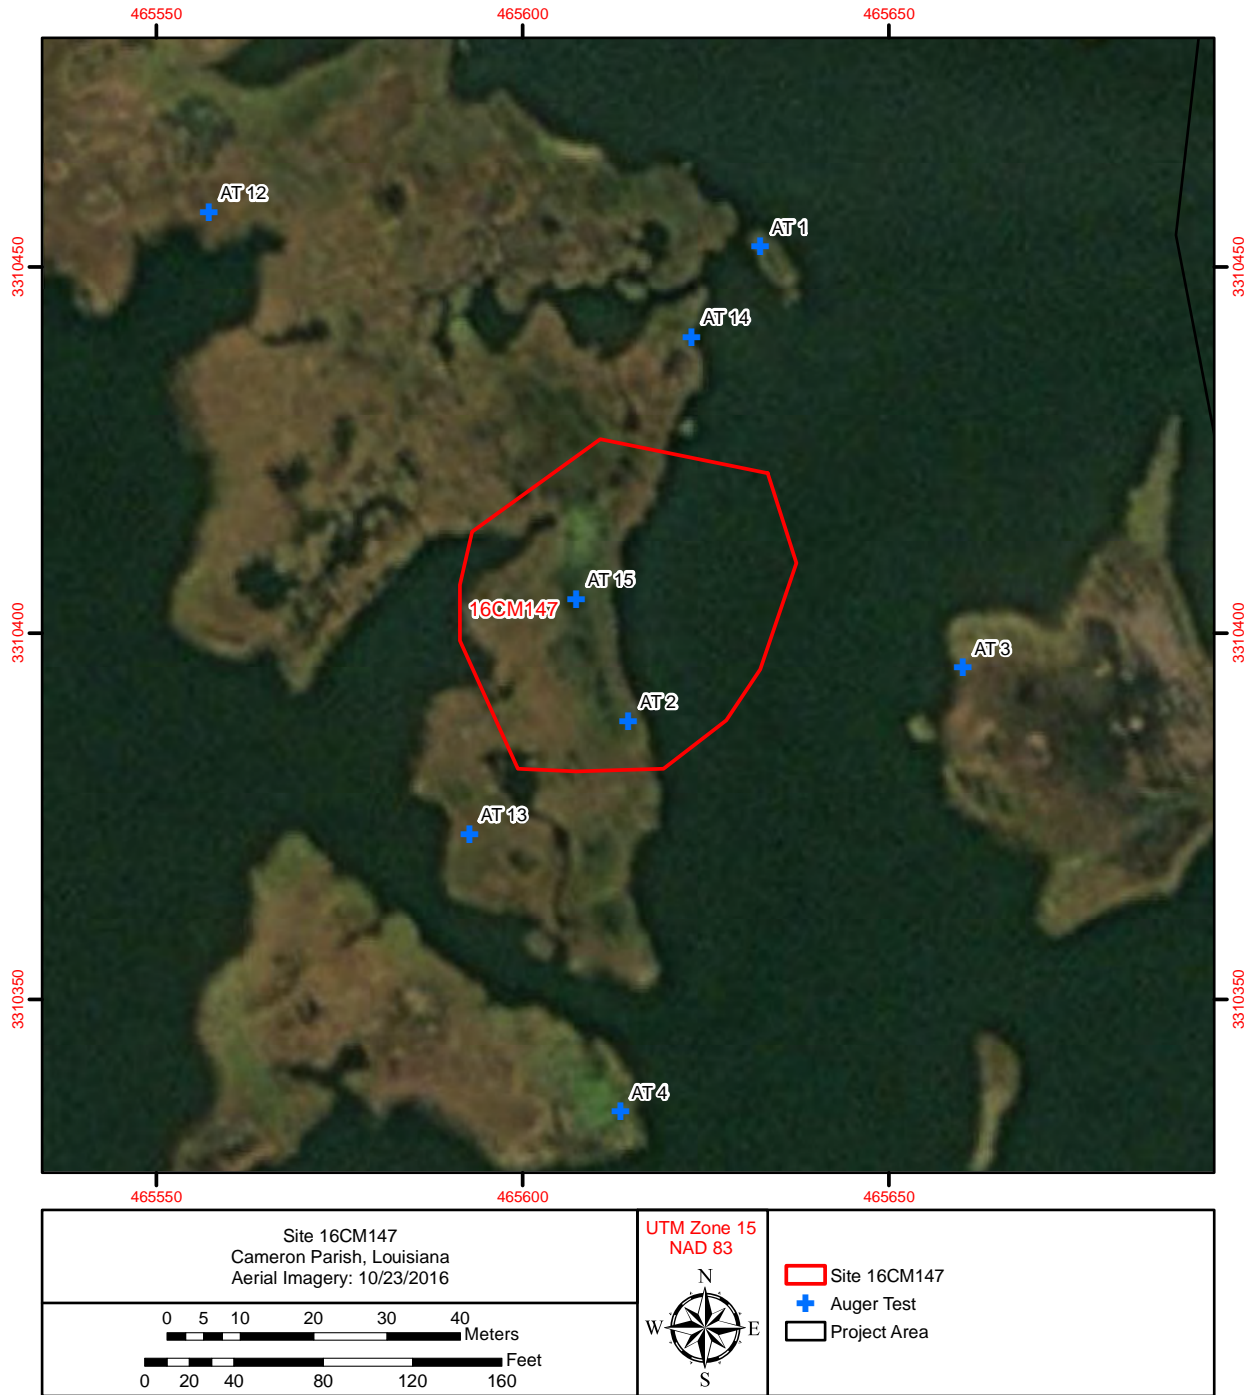 465550 465600 465650
AT 12
AT 1
3310450 3310450
AT 14
AT 15
16CM147
3310400 3310400
AT 3
AT 2
AT 13
3310350 3310350
AT 4
465550 465600 465650
Site 16CM147
Cameron Parish, Louisiana
Aerial Imagery: 10/23/2016
0 5 10 20 30 40
Meters
Feet
0 20 40 80 120 160
UTM Zone 15
NAD 83
N
W E
S
Site 16CM147
Auger Test
Project Area